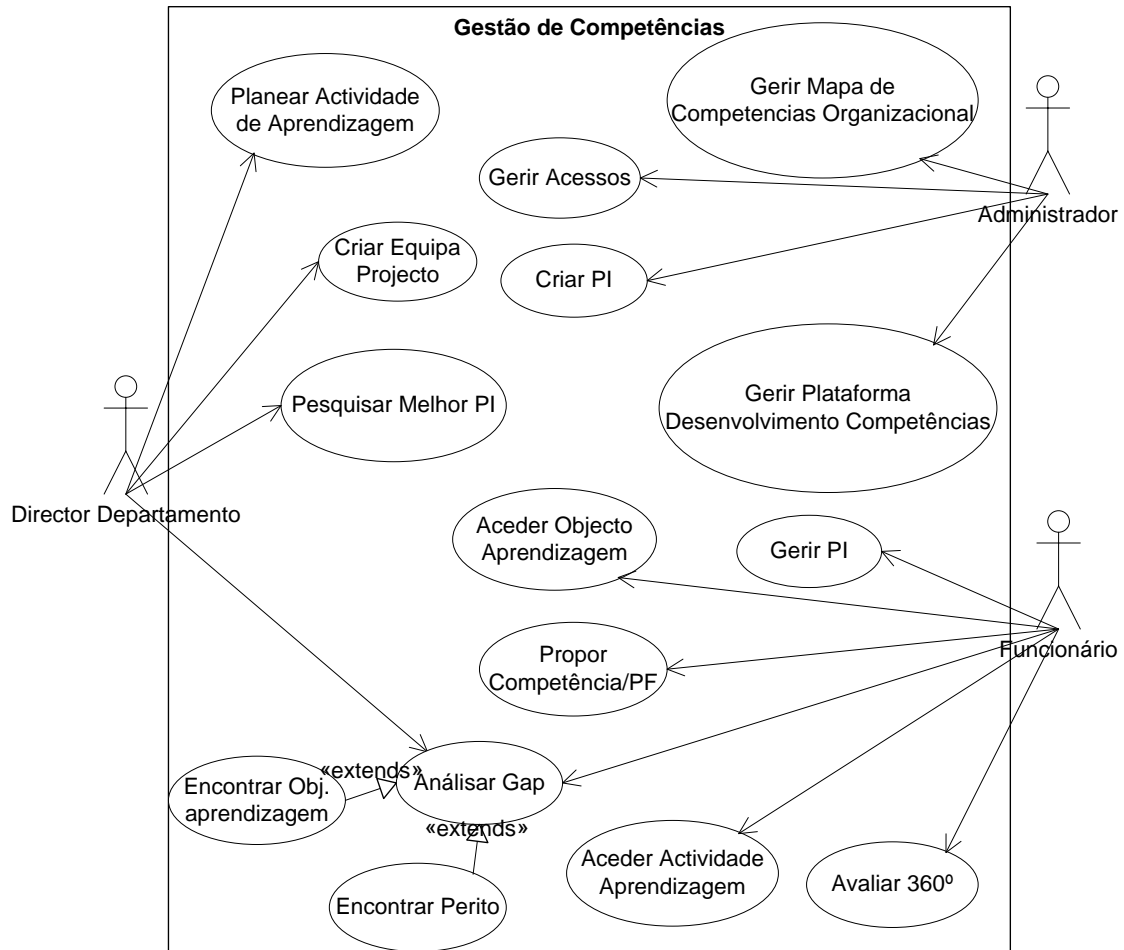 Gestão de Competências
Planear Actividade
de Aprendizagem
Gerir Mapa de
Competencias Organizacional
Gerir Acessos
Administrador
Criar Equipa
Projecto
Criar PI
Pesquisar Melhor PI
Gerir Plataforma
Desenvolvimento Competências
Director Departamento
Aceder Objecto
Aprendizagem
Gerir PI
Funcionário
Propor
Competência/PF
«extends»
Encontrar Obj.
aprendizagem
Análisar Gap
«extends»
Aceder Actividade
Aprendizagem
Avaliar 360º
Encontrar Perito